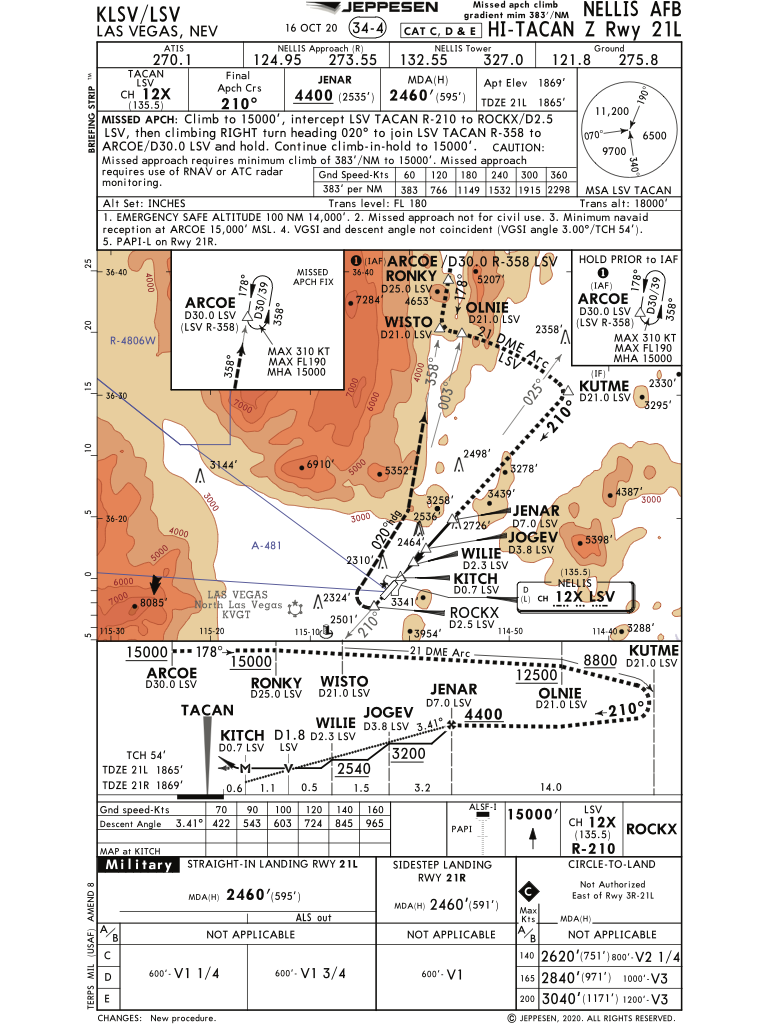 KLSV/LSV
LAS VEGAS, NEV
16 OCT 20
JEPPESEN
34-4
Missed apch climb
gradient mim 383'/NM
CAT C, D & E
NELLIS AFB
HI-TACAN Z Rwy 21L
ATIS
270.1
NELLIS Approach (R)
124.95 273.55
NELLIS Tower
132.55 327.0
Ground
121.8 275.8
BRIEFING STRIP ™
TACAN
LSV
CH 12X
(135.5)
Final
Apch Crs
210°
JENAR
4400 (2535')
MDA(H)
2460' (595')
Apt Elev 1869'
TDZE 21L 1865'
MISSED APCH: Climb to 15000', intercept LSV TACAN R-210 to ROCKX/D2.5
LSV, then climbing RIGHT turn heading 020° to join LSV TACAN R-358 to
ARCOE/D30.0 LSV and hold. Continue climb-in-hold to 15000'. CAUTION:
Missed approach requires minimum climb of 383'/NM to 15000'. Missed approach
requires use of RNAV or ATC radar
monitoring.
Gnd Speed-Kts 60 120 180 240 300 360
383' per NM 383 766 1149 1532 1915 2298
11,200
190°
070°
6500
9700
340°
MSA LSV TACAN
Alt Set: INCHES
Trans level: FL 180
Trans alt: 18000'
1. EMERGENCY SAFE ALTITUDE 100 NM 14,000'. 2. Missed approach not for civil use. 3. Minimum navaid
reception at ARCOE 15,000' MSL. 4. VGSI and descent angle not coincident (VGSI angle 3.00°/TCH 54').
5. PAPI-L on Rwy 21R.
25
20
15
10
5
0
5
36-40
36-30
36-20
115-30
115-20
115-10
114-50
114-40
4000
R-4806W
MISSED
APCH FIX
ARCOE
D30.0 LSV
(LSV R-358)
178°
D30/39
358°
MAX 310 KT
MAX FL190
MHA 15000
358°
1 (IAF) ARCOE/D30.0 R-358 LSV
36-40
RONKY
D25.0 LSV
4653'
7284'
5207'
178°
OLNIE
D21.0 LSV
WISTO
D21.0 LSV
21 DME Arc
LSV
2358'
HOLD PRIOR to IAF
1
(IAF)
ARCOE
D30.0 LSV
(LSV R-358)
178°
D30/39
358°
MAX 310 KT
MAX FL190
MHA 15000
(IF)
KUTME
D21.0 LSV
2330'
3295'
358°
003°
025°
210°
4000
7000
6000
7000
7000
6000
5000
6910'
5352'
3144'
3000
2498'
3278'
3439'
3258'
2536'
2726'
2464'
3000
4387'
3000
5398'
JENAR
D7.0 LSV
JOGEV
D3.8 LSV
WILIE
D2.3 LSV
KITCH
D0.7 LSV
ROCKX
D2.5 LSV
020° hdg
A-481
4000
5000
6000
7000
8085'
2310'
2324'
3341'
2501'
210°
3954'
3288'
LAS VEGAS
North Las Vegas
KVGT
(135.5)
NELLIS
D
(L) CH 12X LSV
15000
178°
15000
21 DME Arc
12500
8800
KUTME
D21.0 LSV
ARCOE
D30.0 LSV
RONKY
D25.0 LSV
WISTO
D21.0 LSV
OLNIE
D21.0 LSV
210°
JENAR
D7.0 LSV
4400
3.41°
TACAN
KITCH
D0.7 LSV
D1.8
LSV
WILIE
D2.3 LSV
JOGEV
D3.8 LSV
3200
2540
M
V
TCH 54'
TDZE 21L 1865'
TDZE 21R 1869'
0.6 1.1 0.5 1.5 3.2 14.0
Gnd speed-Kts 70 90 100 120 140 160
Descent Angle 3.41° 422 543 603 724 845 965
MAP at KITCH
ALSF-I
PAPI
15000'
LSV
CH 12X
(135.5)
R-210
ROCKX
Military
STRAIGHT-IN LANDING RWY 21L
MDA(H) 2460' (595')
ALS out
SIDESTEP LANDING
RWY 21R
MDA(H) 2460' (591')
CIRCLE-TO-LAND
C
Not Authorized
East of Rwy 3R-21L
Max
Kts
MDA(H)
A/B NOT APPLICABLE
NOT APPLICABLE
A/B NOT APPLICABLE
C
D
E
600'-V1 1/4
600'-V1 3/4
600'-V1
140 2620' (751') 800'-V2 1/4
165 2840' (971') 1000'-V3
200 3040' (1171') 1200'-V3
TERPS MIL (USAF) AMEND 8
CHANGES: New procedure.
© JEPPESEN, 2020. ALL RIGHTS RESERVED.